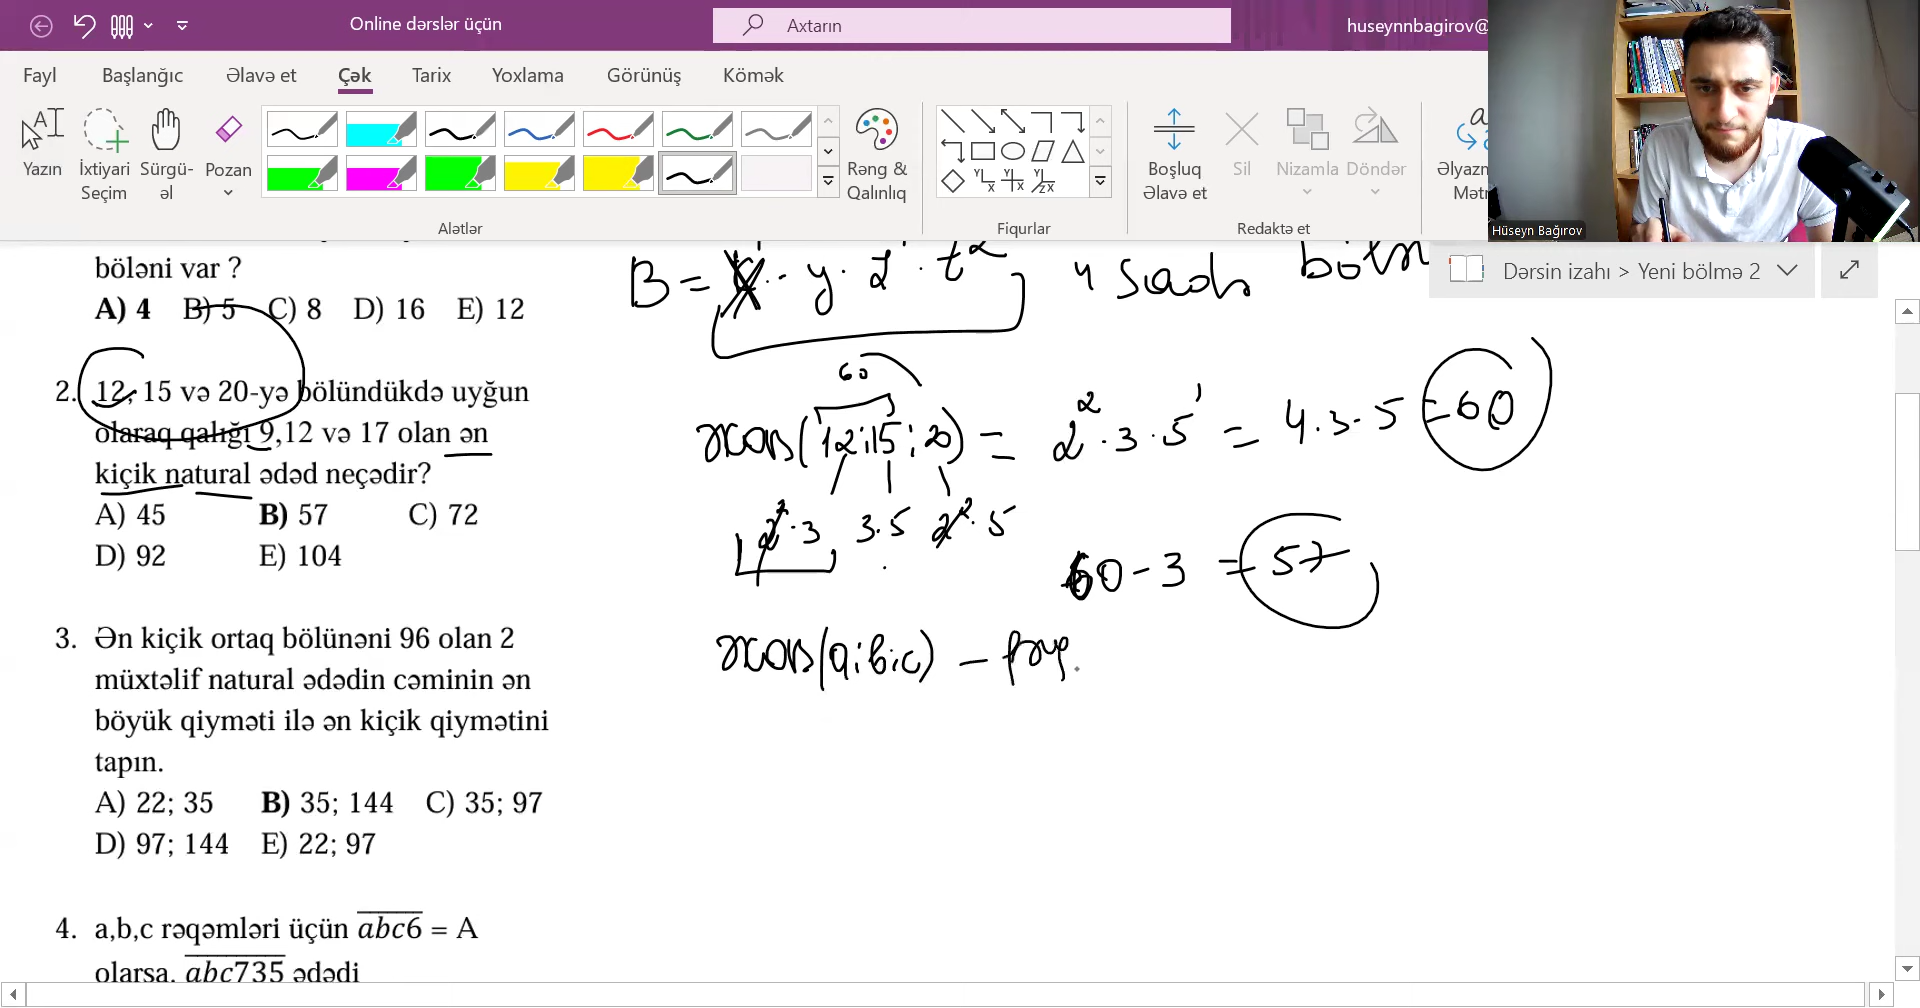 Online dərslər üçün
Axtarın
huseynnbagirov@
Fayl Başlanğıc Əlavə et Çək Tarix Yoxlama Görünüş Kömək
Yazın
İxtiyari Seçim
Sürgü-əl
Pozan
Rəng & Qalınlıq
Boşluq Əlavə et
Sil
Nizamla
Döndər
Əlyazm
Mətn
Alətlər
Fiqurlar
Redaktə et
Hüseyn Bağırov
Dərsin izahı > Yeni bölmə 2
böləni var ?
A) 4 B) 5 C) 8 D) 16 E) 12
2. 12, 15 və 20-yə bölündükdə uyğun
olaraq qalığı 9,12 və 17 olan ən
kiçik natural ədəd neçədir?
A) 45 B) 57 C) 72
D) 92 E) 104
3. Ən kiçik ortaq bölünəni 96 olan 2
müxtəlif natural ədədin cəminin ən
böyük qiyməti ilə ən kiçik qiymətini
tapın.
A) 22; 35 B) 35; 144 C) 35; 97
D) 97; 144 E) 22; 97
4. a,b,c rəqəmləri üçün abc6 = A
olarsa, abc735 ədədi
4 sadə
60
(12;15;20) = 2² · 3 · 5¹ = 4·3·5 = 60
2²·3 3·5 2²·5
60 - 3 = 57
(a;b;c) -